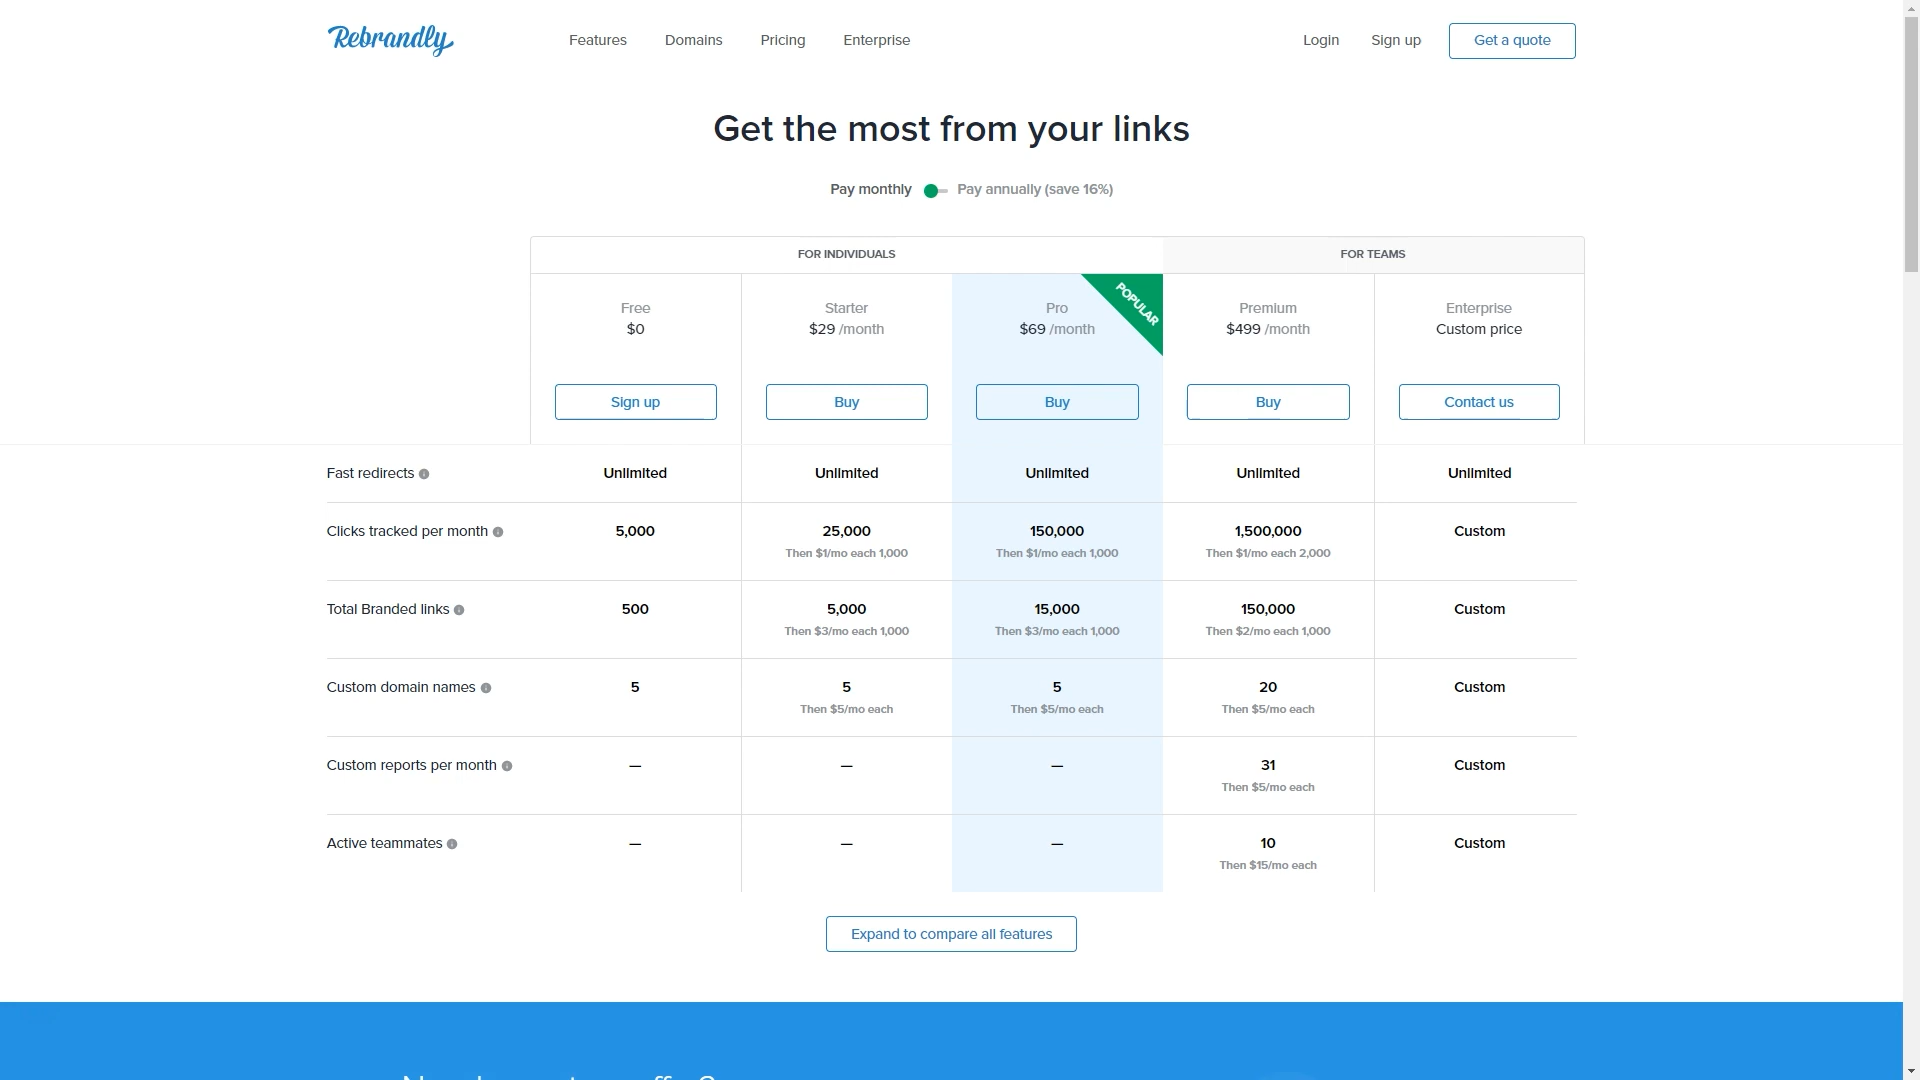 Rebrandly
Features Domains Pricing Enterprise
Login Sign up Get a quote
Get the most from your links
Pay monthly Pay annually (save 16%)
FOR INDIVIDUALS FOR TEAMS
Free Starter Pro Premium Enterprise
$0 $29 /month $69 /month $499 /month Custom price
POPULAR
Sign up Buy Buy Buy Contact us
Fast redirects Unlimited Unlimited Unlimited Unlimited Unlimited
Clicks tracked per month 5,000 25,000 150,000 1,500,000 Custom
Then $1/mo each 1,000 Then $1/mo each 1,000 Then $1/mo each 2,000
Total Branded links 500 5,000 15,000 150,000 Custom
Then $3/mo each 1,000 Then $3/mo each 1,000 Then $2/mo each 1,000
Custom domain names 5 5 5 20 Custom
Then $5/mo each Then $5/mo each Then $5/mo each
Custom reports per month — — — 31 Custom
Then $5/mo each
Active teammates — — — 10 Custom
Then $15/mo each
Expand to compare all features